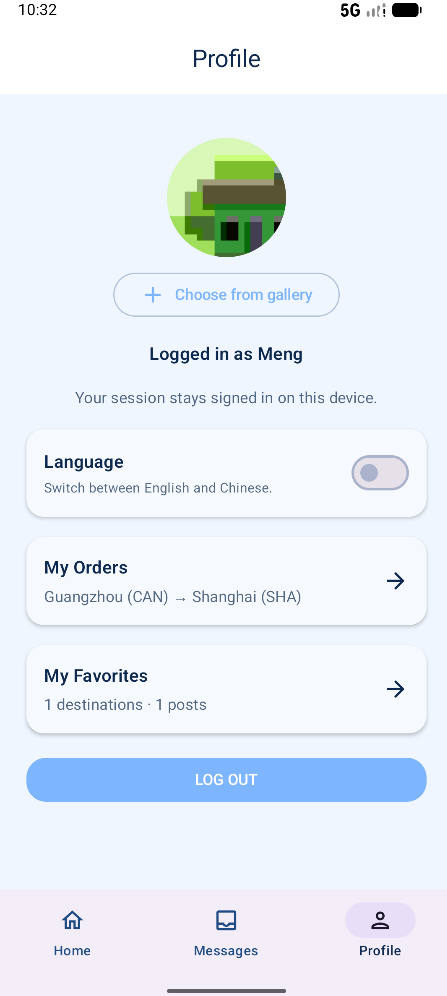 10:32
5G
Profile
Choose from gallery
Logged in as Meng
Your session stays signed in on this device.
Language
Switch between English and Chinese.
My Orders
Guangzhou (CAN) → Shanghai (SHA)
My Favorites
1 destinations · 1 posts
LOG OUT
Home
Messages
Profile